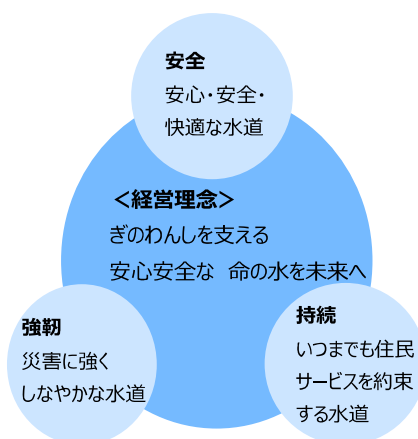 安全
安心・安全・
快適な水道
＜経営理念＞
ぎのわんしを支える
安心安全な　命の水を未来へ
強靭
災害に強く
しなやかな水道
持続
いつまでも住民
サービスを約束
する水道